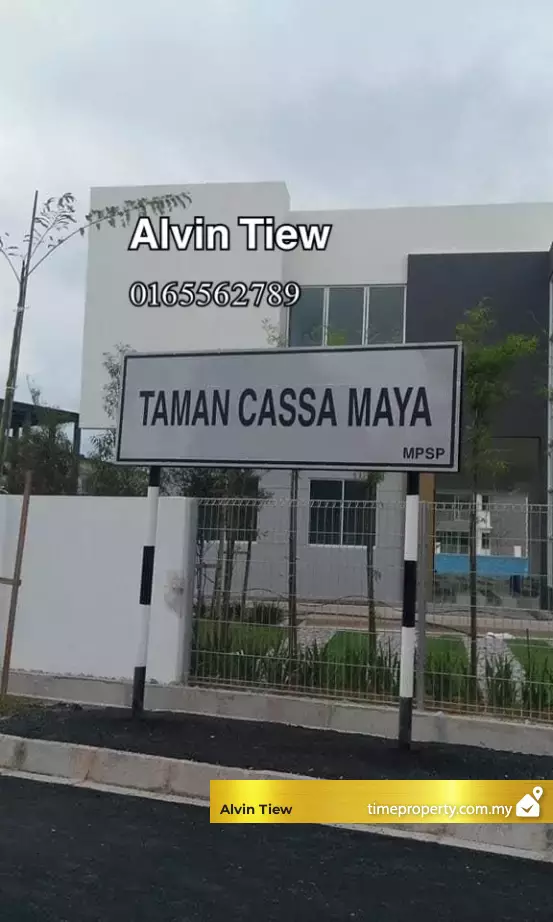 Alvin Tiew
0165562789
TAMAN CASSA MAYA
MPSP
Alvin Tiew
timeproperty.com.my